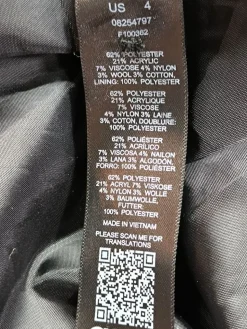 US 4
08254797
F100362
62% POLYESTER
21% ACRYLIC
7% VISCOSE 4% NYLON
3% WOOL 3% COTTON,
LINING: 100% POLYESTER
62% POLYESTER
21% ACRYLIQUE
7% VISCOSE
4% NYLON 3% LAINE
3% COTON, DOUBLURE:
100% POLYESTER
62% POLIÉSTER
21% ACRÍLICO
7% VISCOSA 4% NAILON
3% LANA 3% ALGODÓN,
FORRO: 100% POLIÉSTER
62% POLYESTER
21% ACRYL 7% VISKOSE
4% NYLON 3% WOLLE
3% BAUMWOLLE,
FUTTER:
100% POLYESTER
MADE IN VIETNAM
PLEASE SCAN ME FOR
TRANSLATIONS